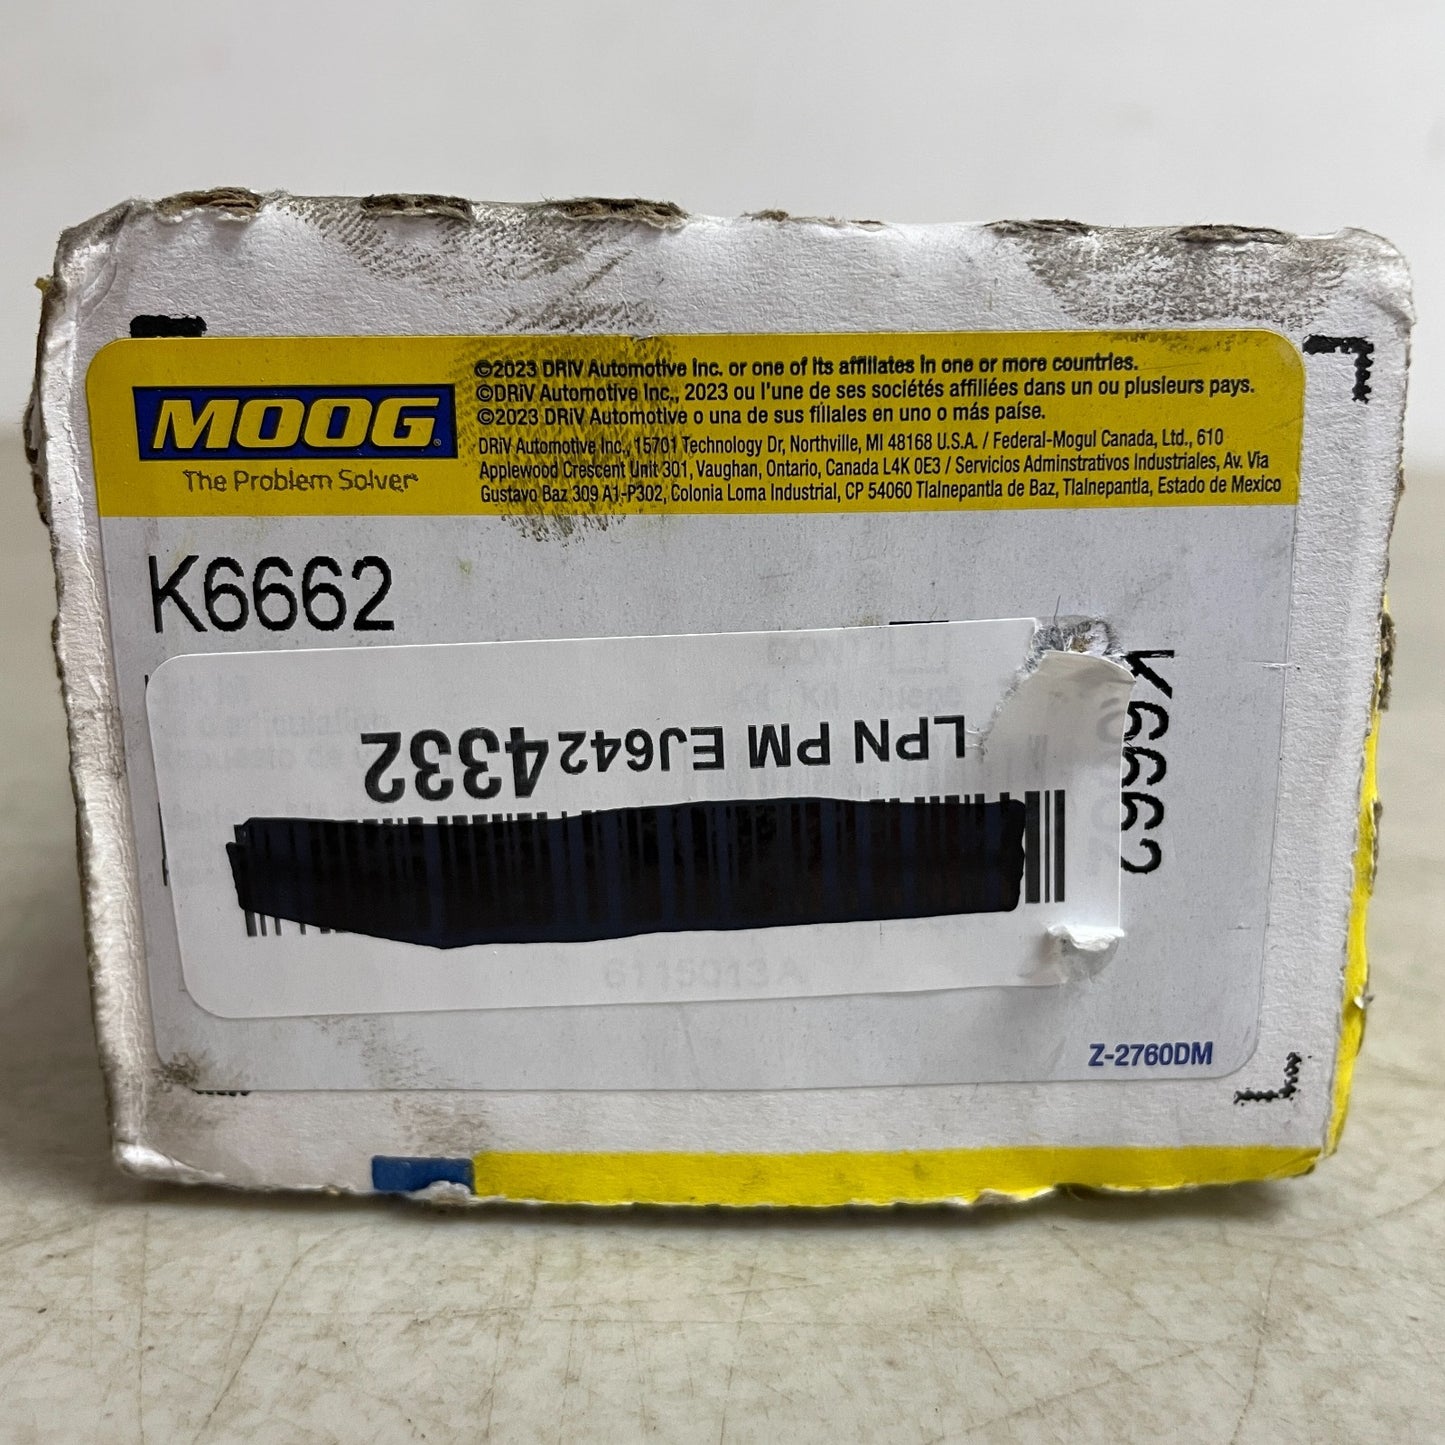 MOOG®
The Problem Solver®
©2023 DRiV Automotive Inc. or one of its affiliates in one or more countries.
©DRiV Automotive Inc., 2023 ou l'une de ses sociétés affiliées dans un ou plusieurs pays.
©2023 DRiV Automotive o una de sus filiales en uno o más países.
DRiV Automotive Inc., 15701 Technology Dr, Northville, MI 48168 U.S.A. / Federal-Mogul Canada, Ltd., 610
Applewood Crescent Unit 301, Vaughan, Ontario, Canada L4K 0E3 / Servicios Adminstrativos Industriales, Av. Via
Gustavo Baz 309 A1-P302, Colonia Loma Industrial, CP 54060 Tlalnepantla de Baz, Tlalnepantla, Estado de Mexico
K6662
LPN PM EJ6424332
K6662
6115013A
Z-2760DM